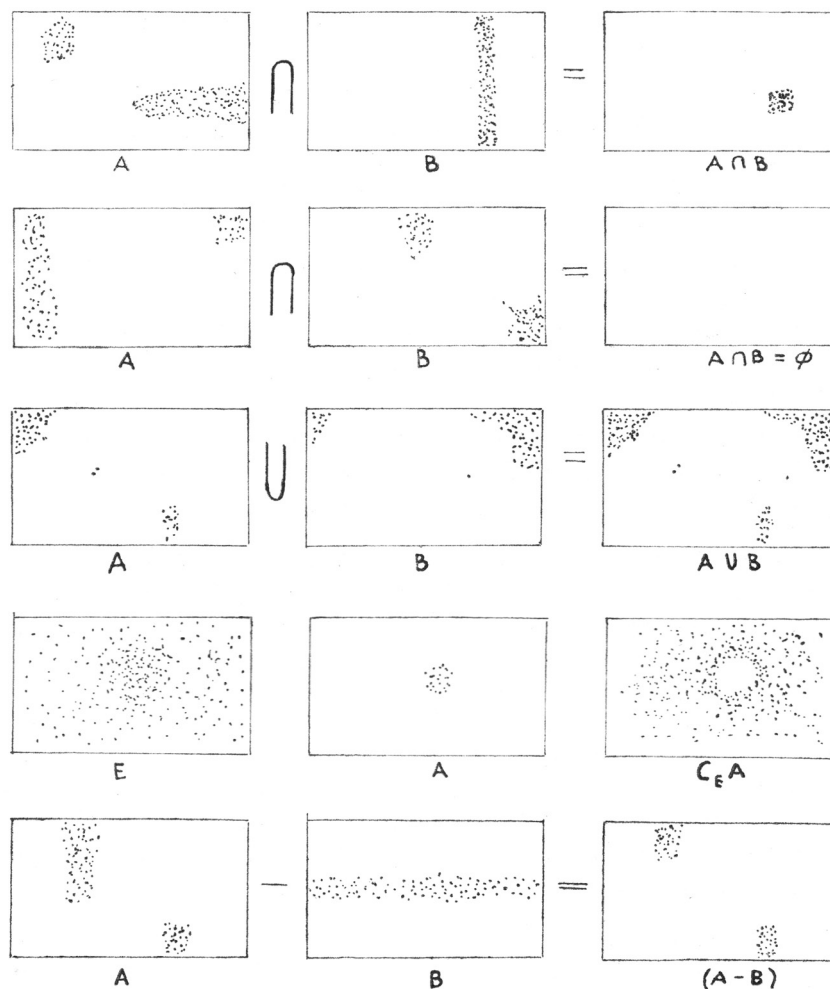 ∩ =
A B A ∩ B
∩ =
A B A ∩ B = ϕ
∪ =
A B A ∪ B
E A C_E A
− =
A B (A − B)